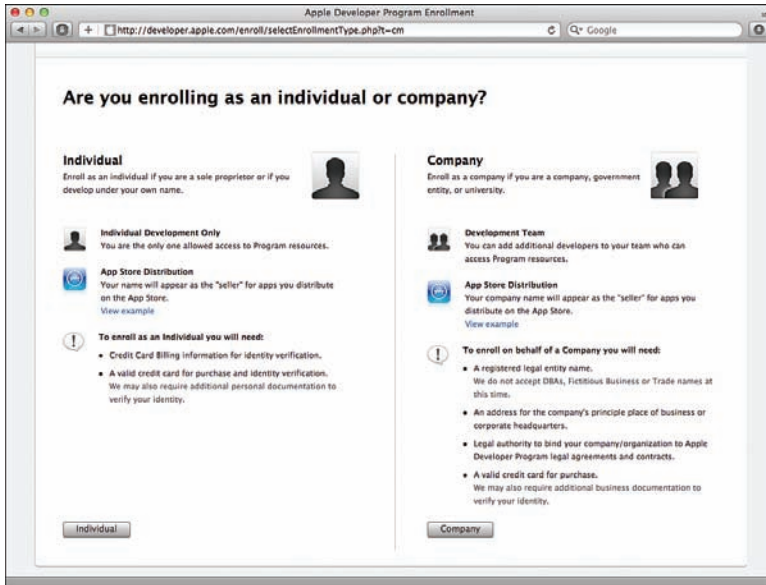 Apple Developer Program Enrollment
http://developer.apple.com/enroll/selectEnrollmentType.php?t=cm
Google
Are you enrolling as an individual or company?
Individual
Enroll as an individual if you are a sole proprietor or if you
develop under your own name.
Individual Development Only
You are the only one allowed access to Program resources.
App Store Distribution
Your name will appear as the "seller" for apps you distribute
on the App Store.
View example
To enroll as an Individual you will need:
• Credit Card Billing information for identity verification.
• A valid credit card for purchase and identity verification.
We may also require additional personal documentation to
verify your identity.
Individual
Company
Enroll as a company if you are a company, government
entity, or university.
Development Team
You can add additional developers to your team who can
access Program resources.
App Store Distribution
Your company name will appear as the "seller" for apps you
distribute on the App Store.
View example
To enroll on behalf of a Company you will need:
• A registered legal entity name.
We do not accept DBAs, Fictitious Business or Trade names at
this time.
• An address for the company's principle place of business or
corporate headquarters.
• Legal authority to bind your company/organization to Apple
Developer Program legal agreements and contracts.
• A valid credit card for purchase.
We may also require additional business documentation to
verify your identity.
Company